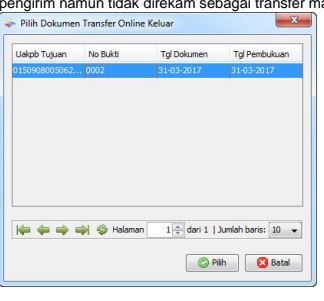 pengirim namun tidak direkam sebagai transfer ma
Pilih Dokumen Transfer Online Keluar
Uakpb Tujuan No Bukti Tgl Dokumen Tgl Pembukuan
0150908005062... 0002 31-03-2017 31-03-2017
Halaman 1 dari 1 | Jumlah baris: 10
Pilih Batal